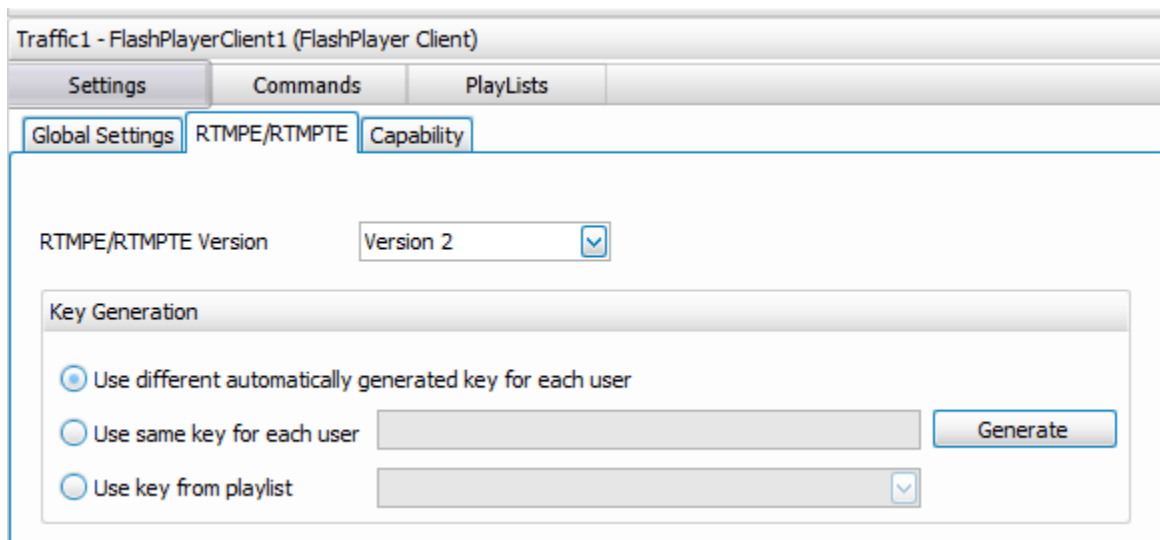 Traffic1 - FlashPlayerClient1 (FlashPlayer Client)
Settings Commands PlayLists
Global Settings RTMPE/RTMPTE Capability
RTMPE/RTMPTE Version Version 2
Key Generation
Use different automatically generated key for each user
Use same key for each user Generate
Use key from playlist